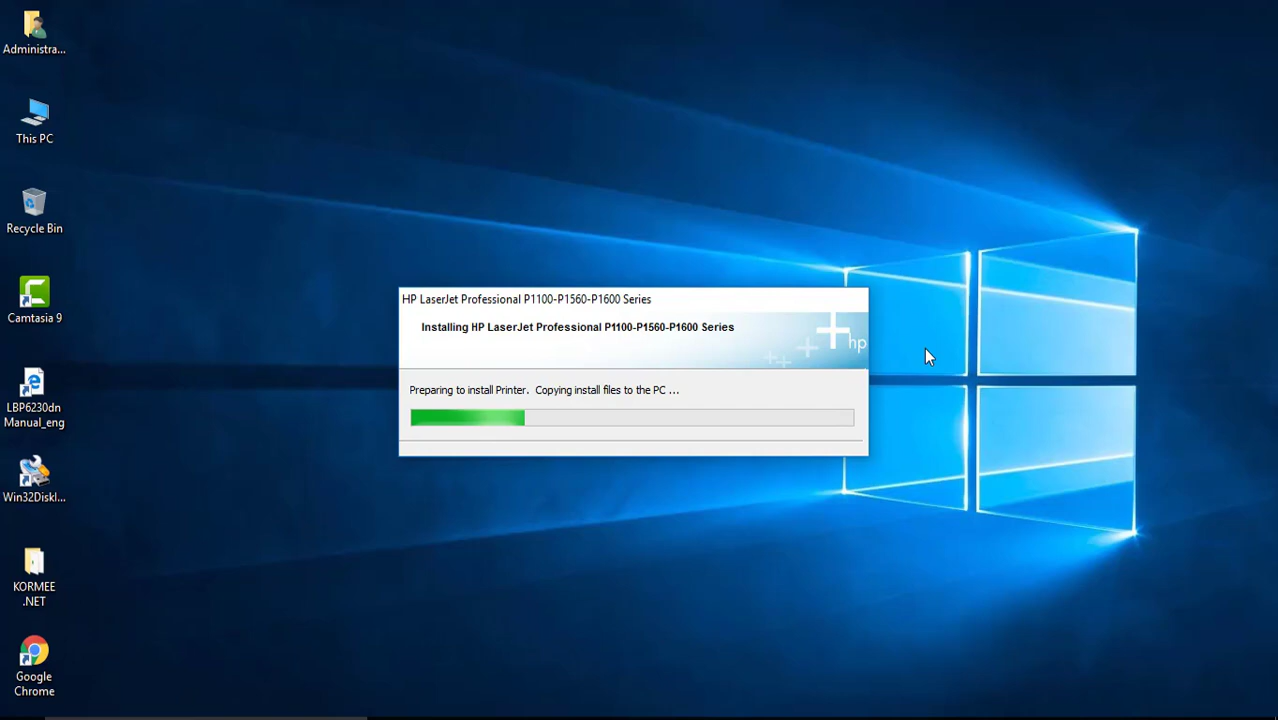 Administra...
This PC
Recycle Bin
Camtasia 9
LBP6230dn
Manual_eng
Win32DiskI...
KORMEE
.NET
Google
Chrome
HP LaserJet Professional P1100-P1560-P1600 Series
Installing HP LaserJet Professional P1100-P1560-P1600 Series
hp
Preparing to install Printer.  Copying install files to the PC ...